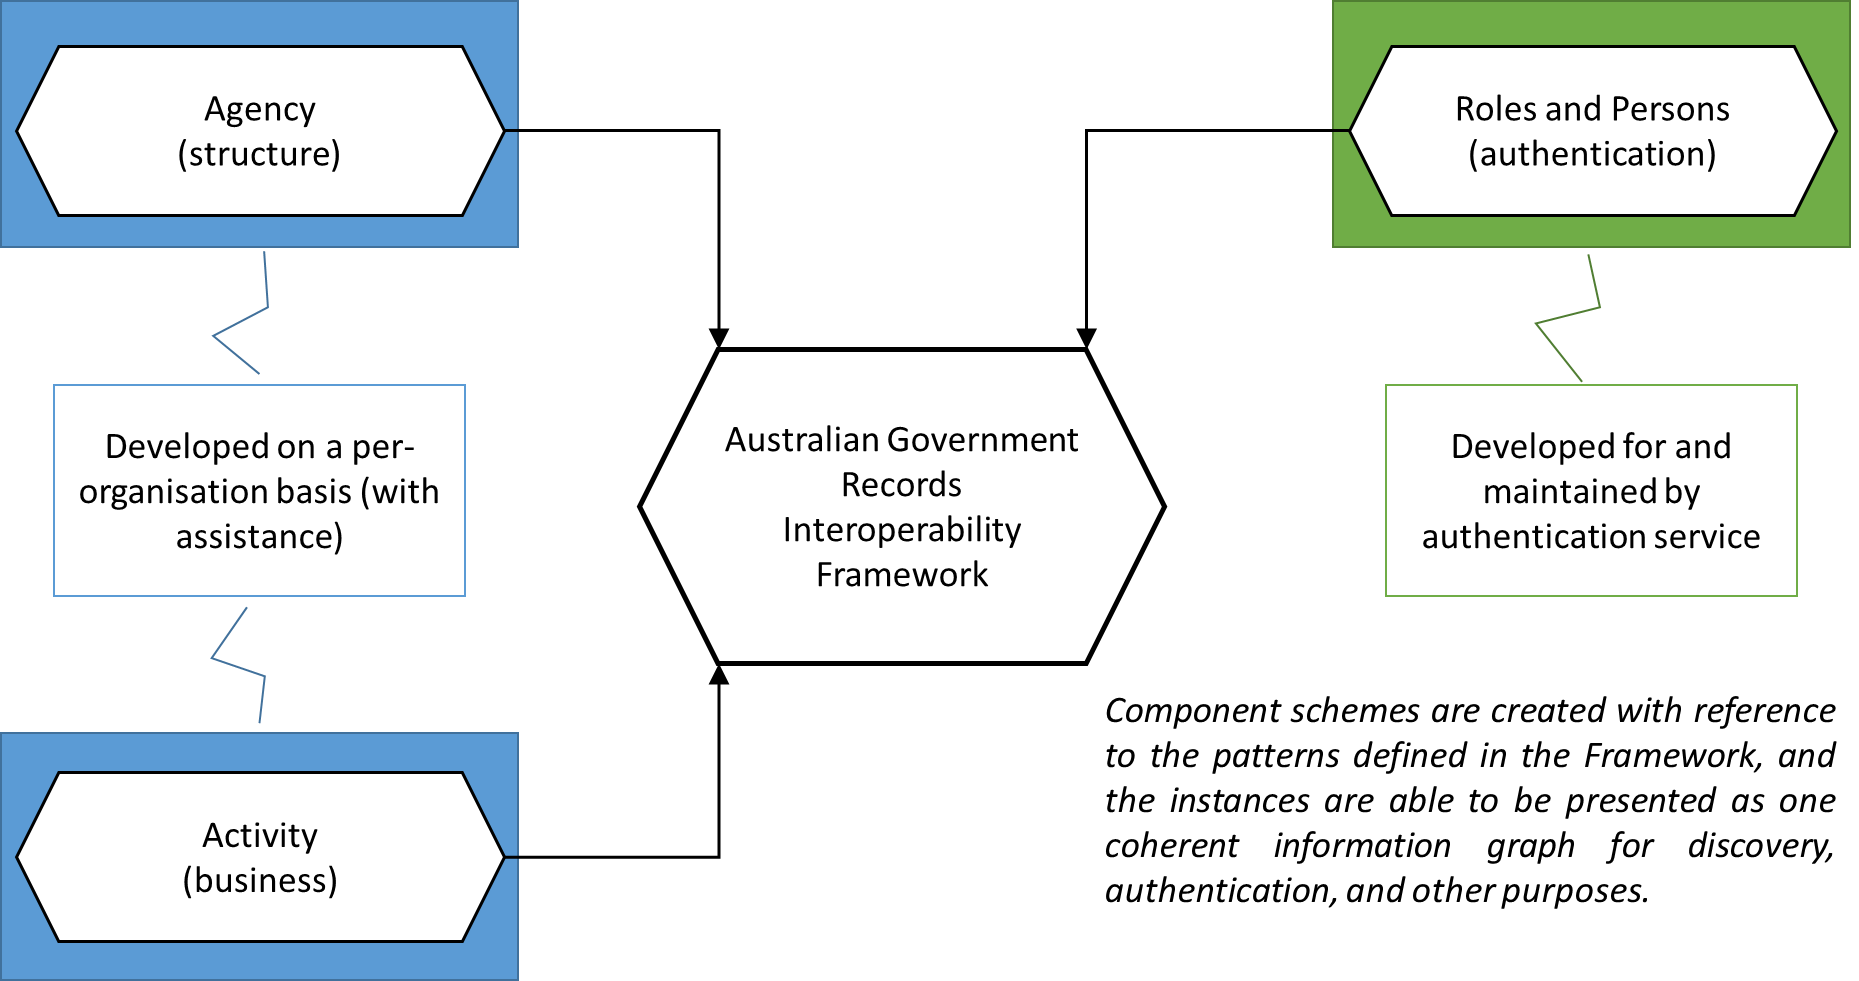 Agency
(structure)
Roles and Persons
(authentication)
Developed on a per-
organisation basis (with
assistance)
Australian Government
Records
Interoperability
Framework
Developed for and
maintained by
authentication service
Activity
(business)
Component schemes are created with reference
to the patterns defined in the Framework, and
the instances are able to be presented as one
coherent information graph for discovery,
authentication, and other purposes.